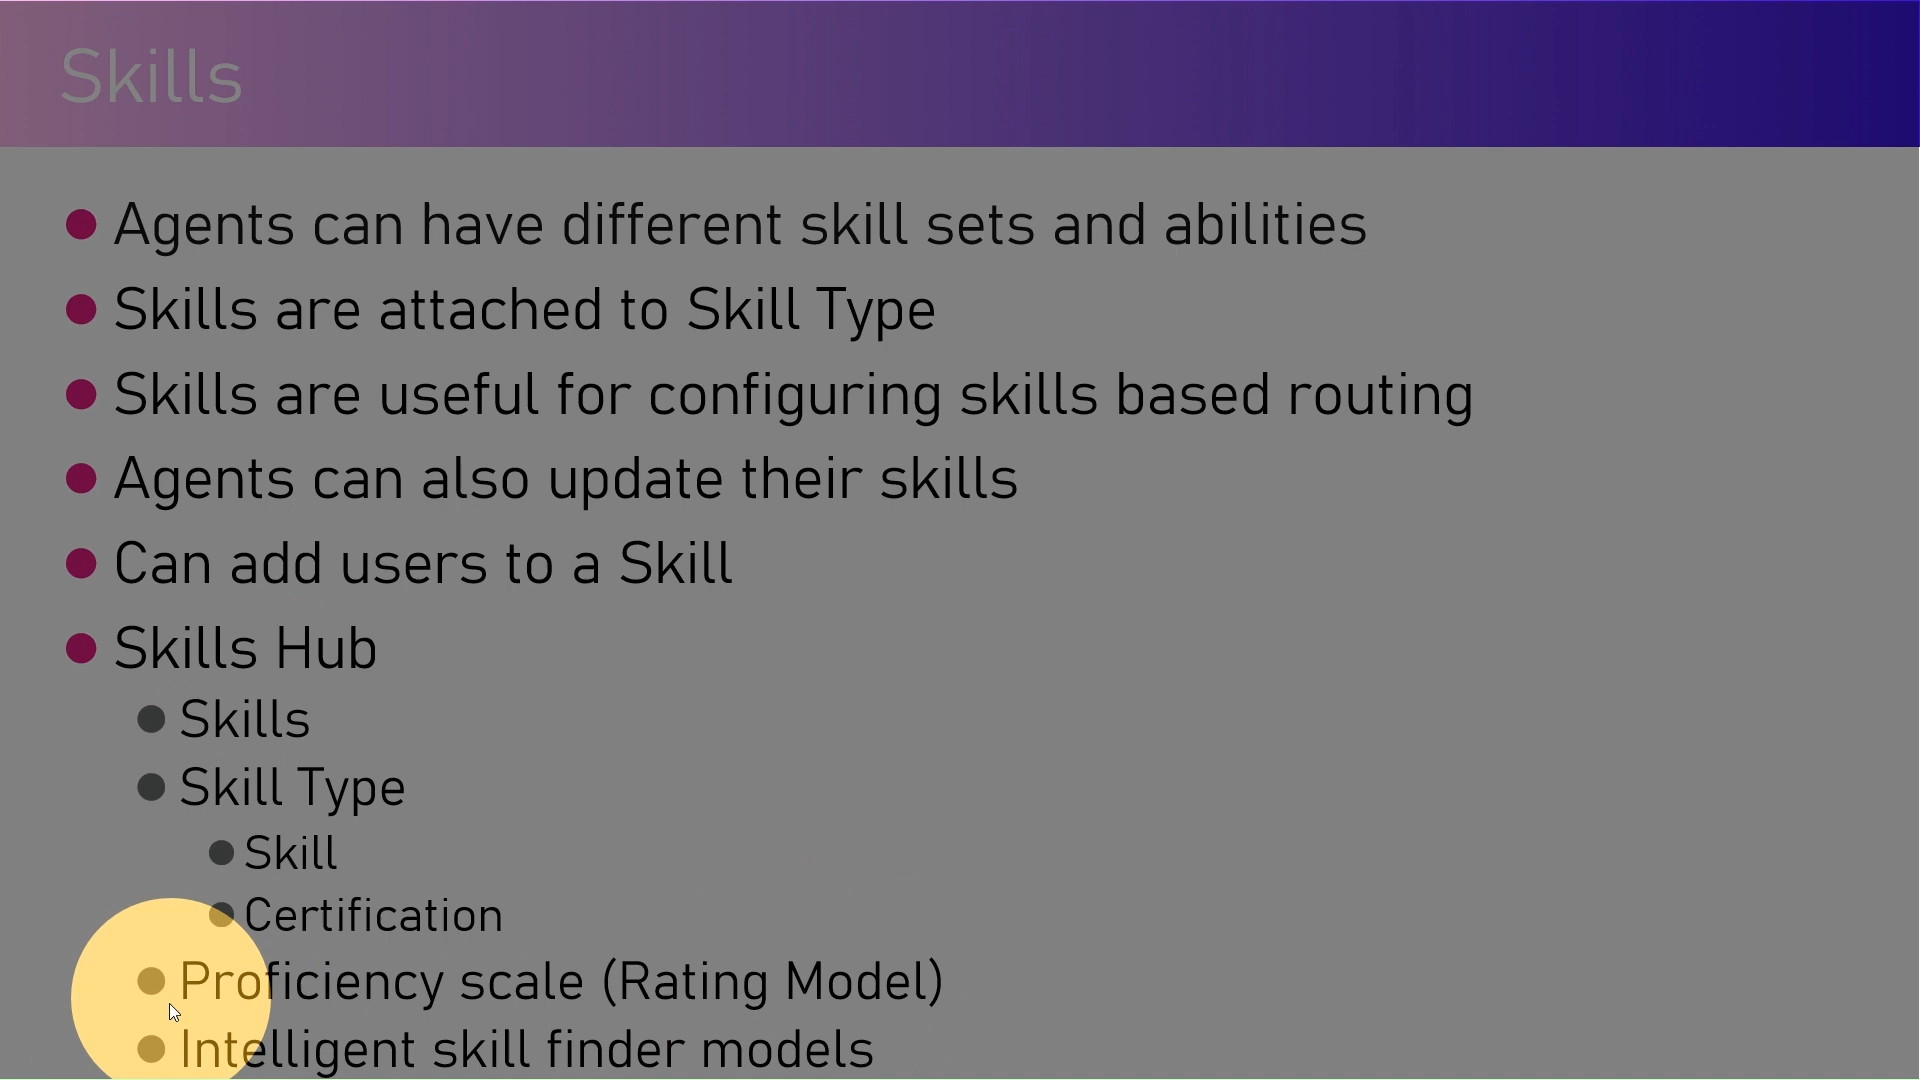 Skills
Agents can have different skill sets and abilities
Skills are attached to Skill Type
Skills are useful for configuring skills based routing
Agents can also update their skills
Can add users to a Skill
Skills Hub
Skills
Skill Type
Skill
Certification
Proficiency scale (Rating Model)
Intelligent skill finder models